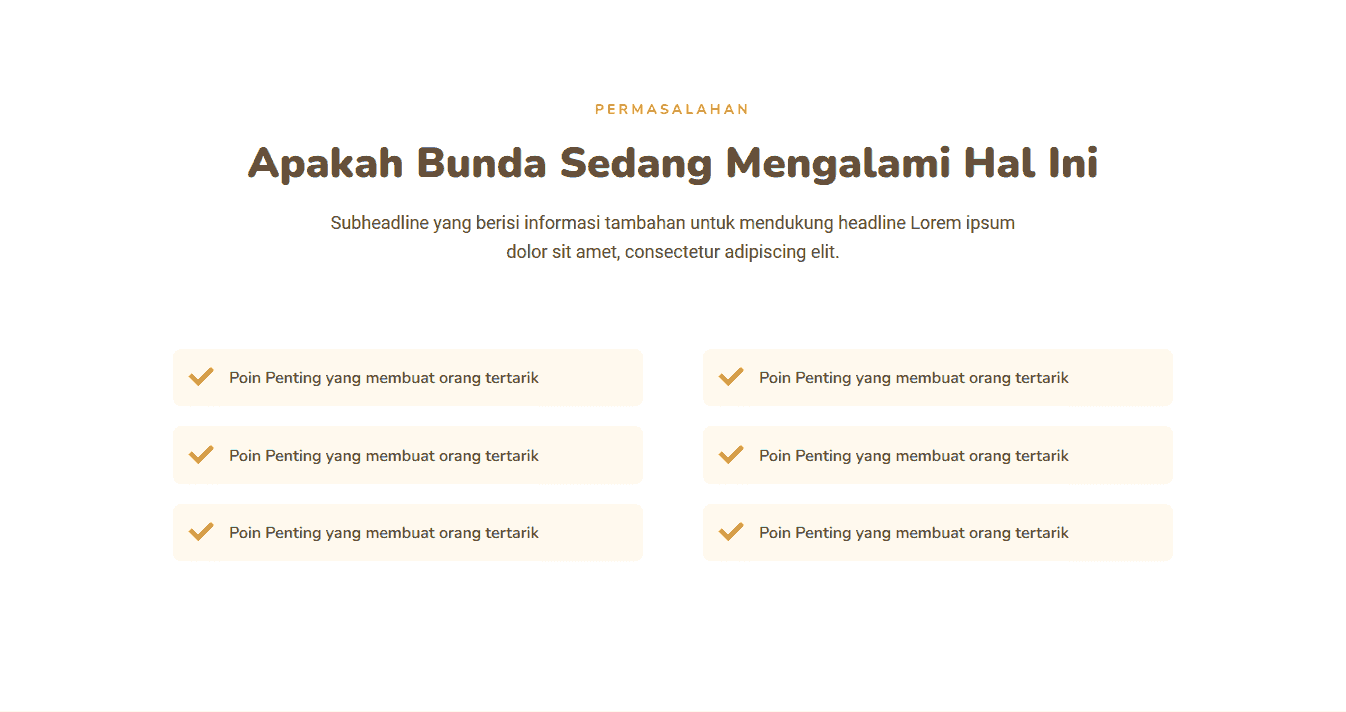 PERMASALAHAN
Apakah Bunda Sedang Mengalami Hal Ini
Subheadline yang berisi informasi tambahan untuk mendukung headline Lorem ipsum
dolor sit amet, consectetur adipiscing elit.
Poin Penting yang membuat orang tertarik
Poin Penting yang membuat orang tertarik
Poin Penting yang membuat orang tertarik
Poin Penting yang membuat orang tertarik
Poin Penting yang membuat orang tertarik
Poin Penting yang membuat orang tertarik